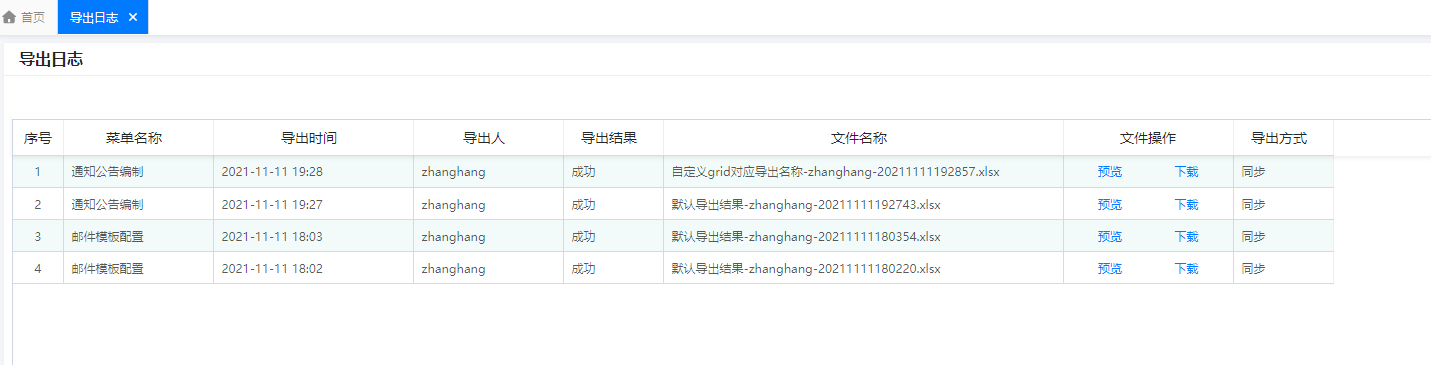 首页 导出日志
导出日志
序号 菜单名称 导出时间 导出人 导出结果 文件名称 文件操作 导出方式
1 通知公告编制 2021-11-11 19:28 zhanghang 成功 自定义grid对应导出名称-zhanghang-20211111192857.xlsx 预览 下载 同步
2 通知公告编制 2021-11-11 19:27 zhanghang 成功 默认导出结果-zhanghang-20211111192743.xlsx 预览 下载 同步
3 邮件模板配置 2021-11-11 18:03 zhanghang 成功 默认导出结果-zhanghang-20211111180354.xlsx 预览 下载 同步
4 邮件模板配置 2021-11-11 18:02 zhanghang 成功 默认导出结果-zhanghang-20211111180220.xlsx 预览 下载 同步